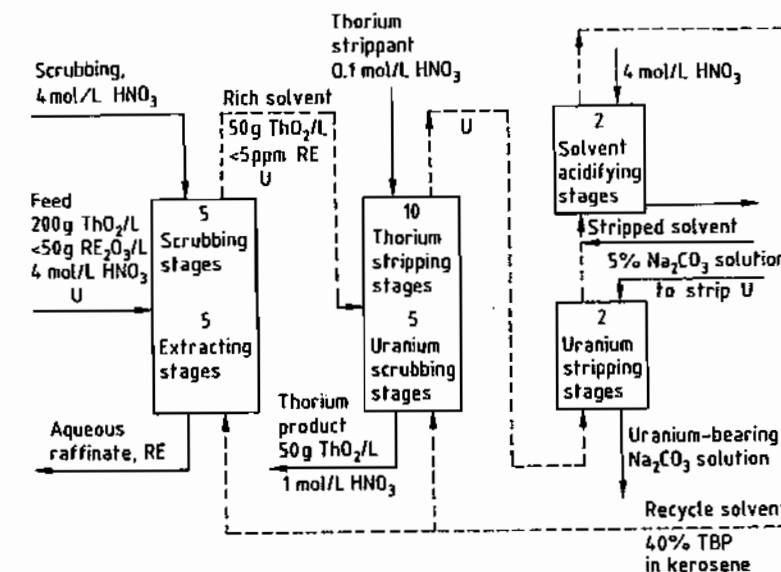 Scrubbing,
4 mol/L HNO₃
Rich solvent
50g ThO₂/L
<5ppm RE
U
Thorium
strippant
0.1 mol/L HNO₃
U
4 mol/L HNO₃
2
Solvent
acidifying
stages
Feed
200g ThO₂/L
<50g RE₂O₃/L
4 mol/L HNO₃
U
5
Scrubbing
stages
5
Extracting
stages
10
Thorium
stripping
stages
5
Uranium
scrubbing
stages
Stripped solvent
5% Na₂CO₃ solution
to strip U
2
Uranium
stripping
stages
Aqueous
raffinate, RE
Thorium
product
50g ThO₂/L
1 mol/L HNO₃
Uranium-bearing
Na₂CO₃ solution
Recycle solvent
40% TBP
in kerosene